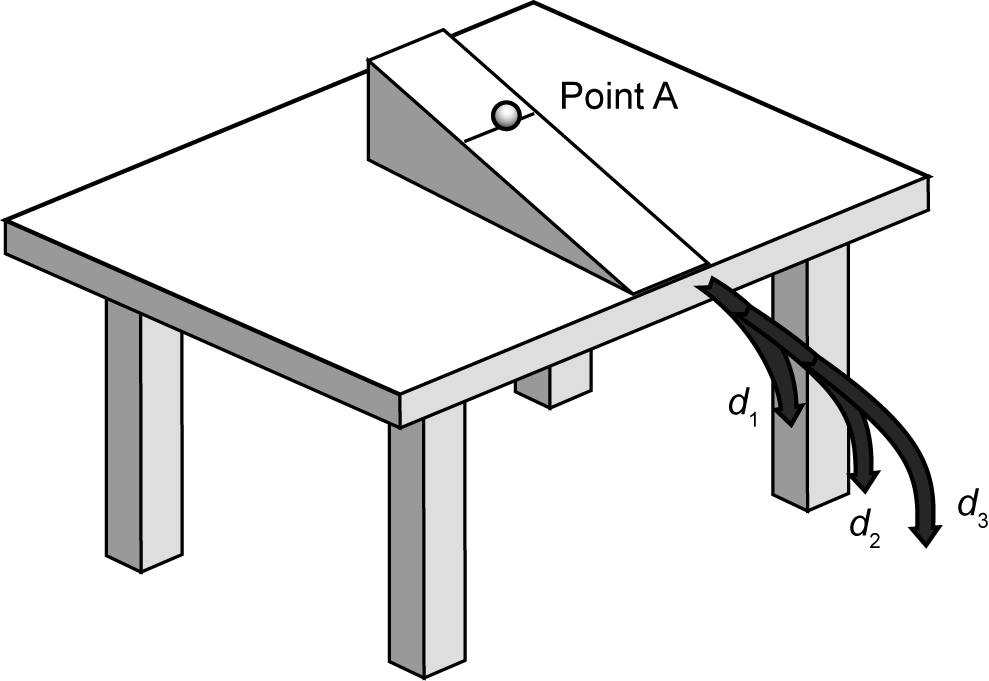 Point A
d₁
d₂
d₃